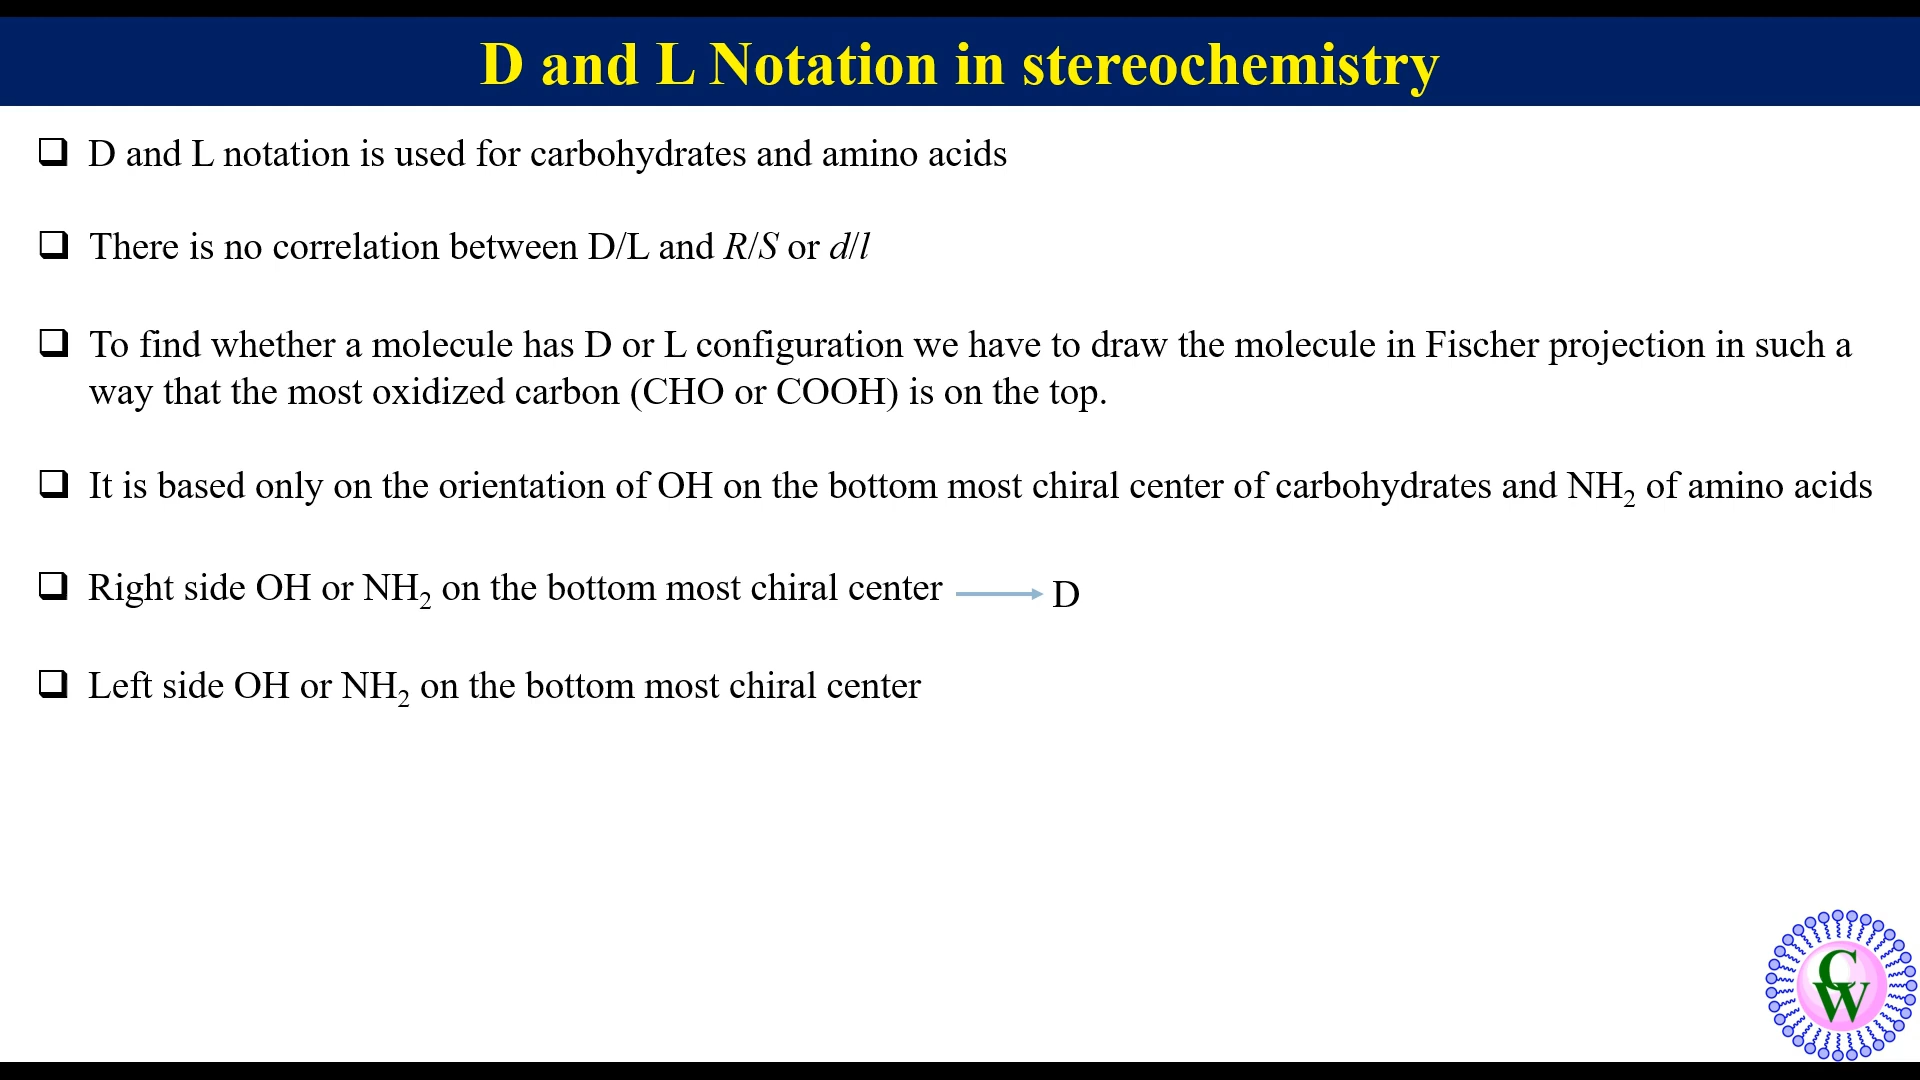 D and L Notation in stereochemistry
❑ D and L notation is used for carbohydrates and amino acids
❑ There is no correlation between D/L and R/S or d/l
❑ To find whether a molecule has D or L configuration we have to draw the molecule in Fischer projection in such a
way that the most oxidized carbon (CHO or COOH) is on the top.
❑ It is based only on the orientation of OH on the bottom most chiral center of carbohydrates and NH₂ of amino acids
❑ Right side OH or NH₂ on the bottom most chiral center ⟶ D
❑ Left side OH or NH₂ on the bottom most chiral center
CW